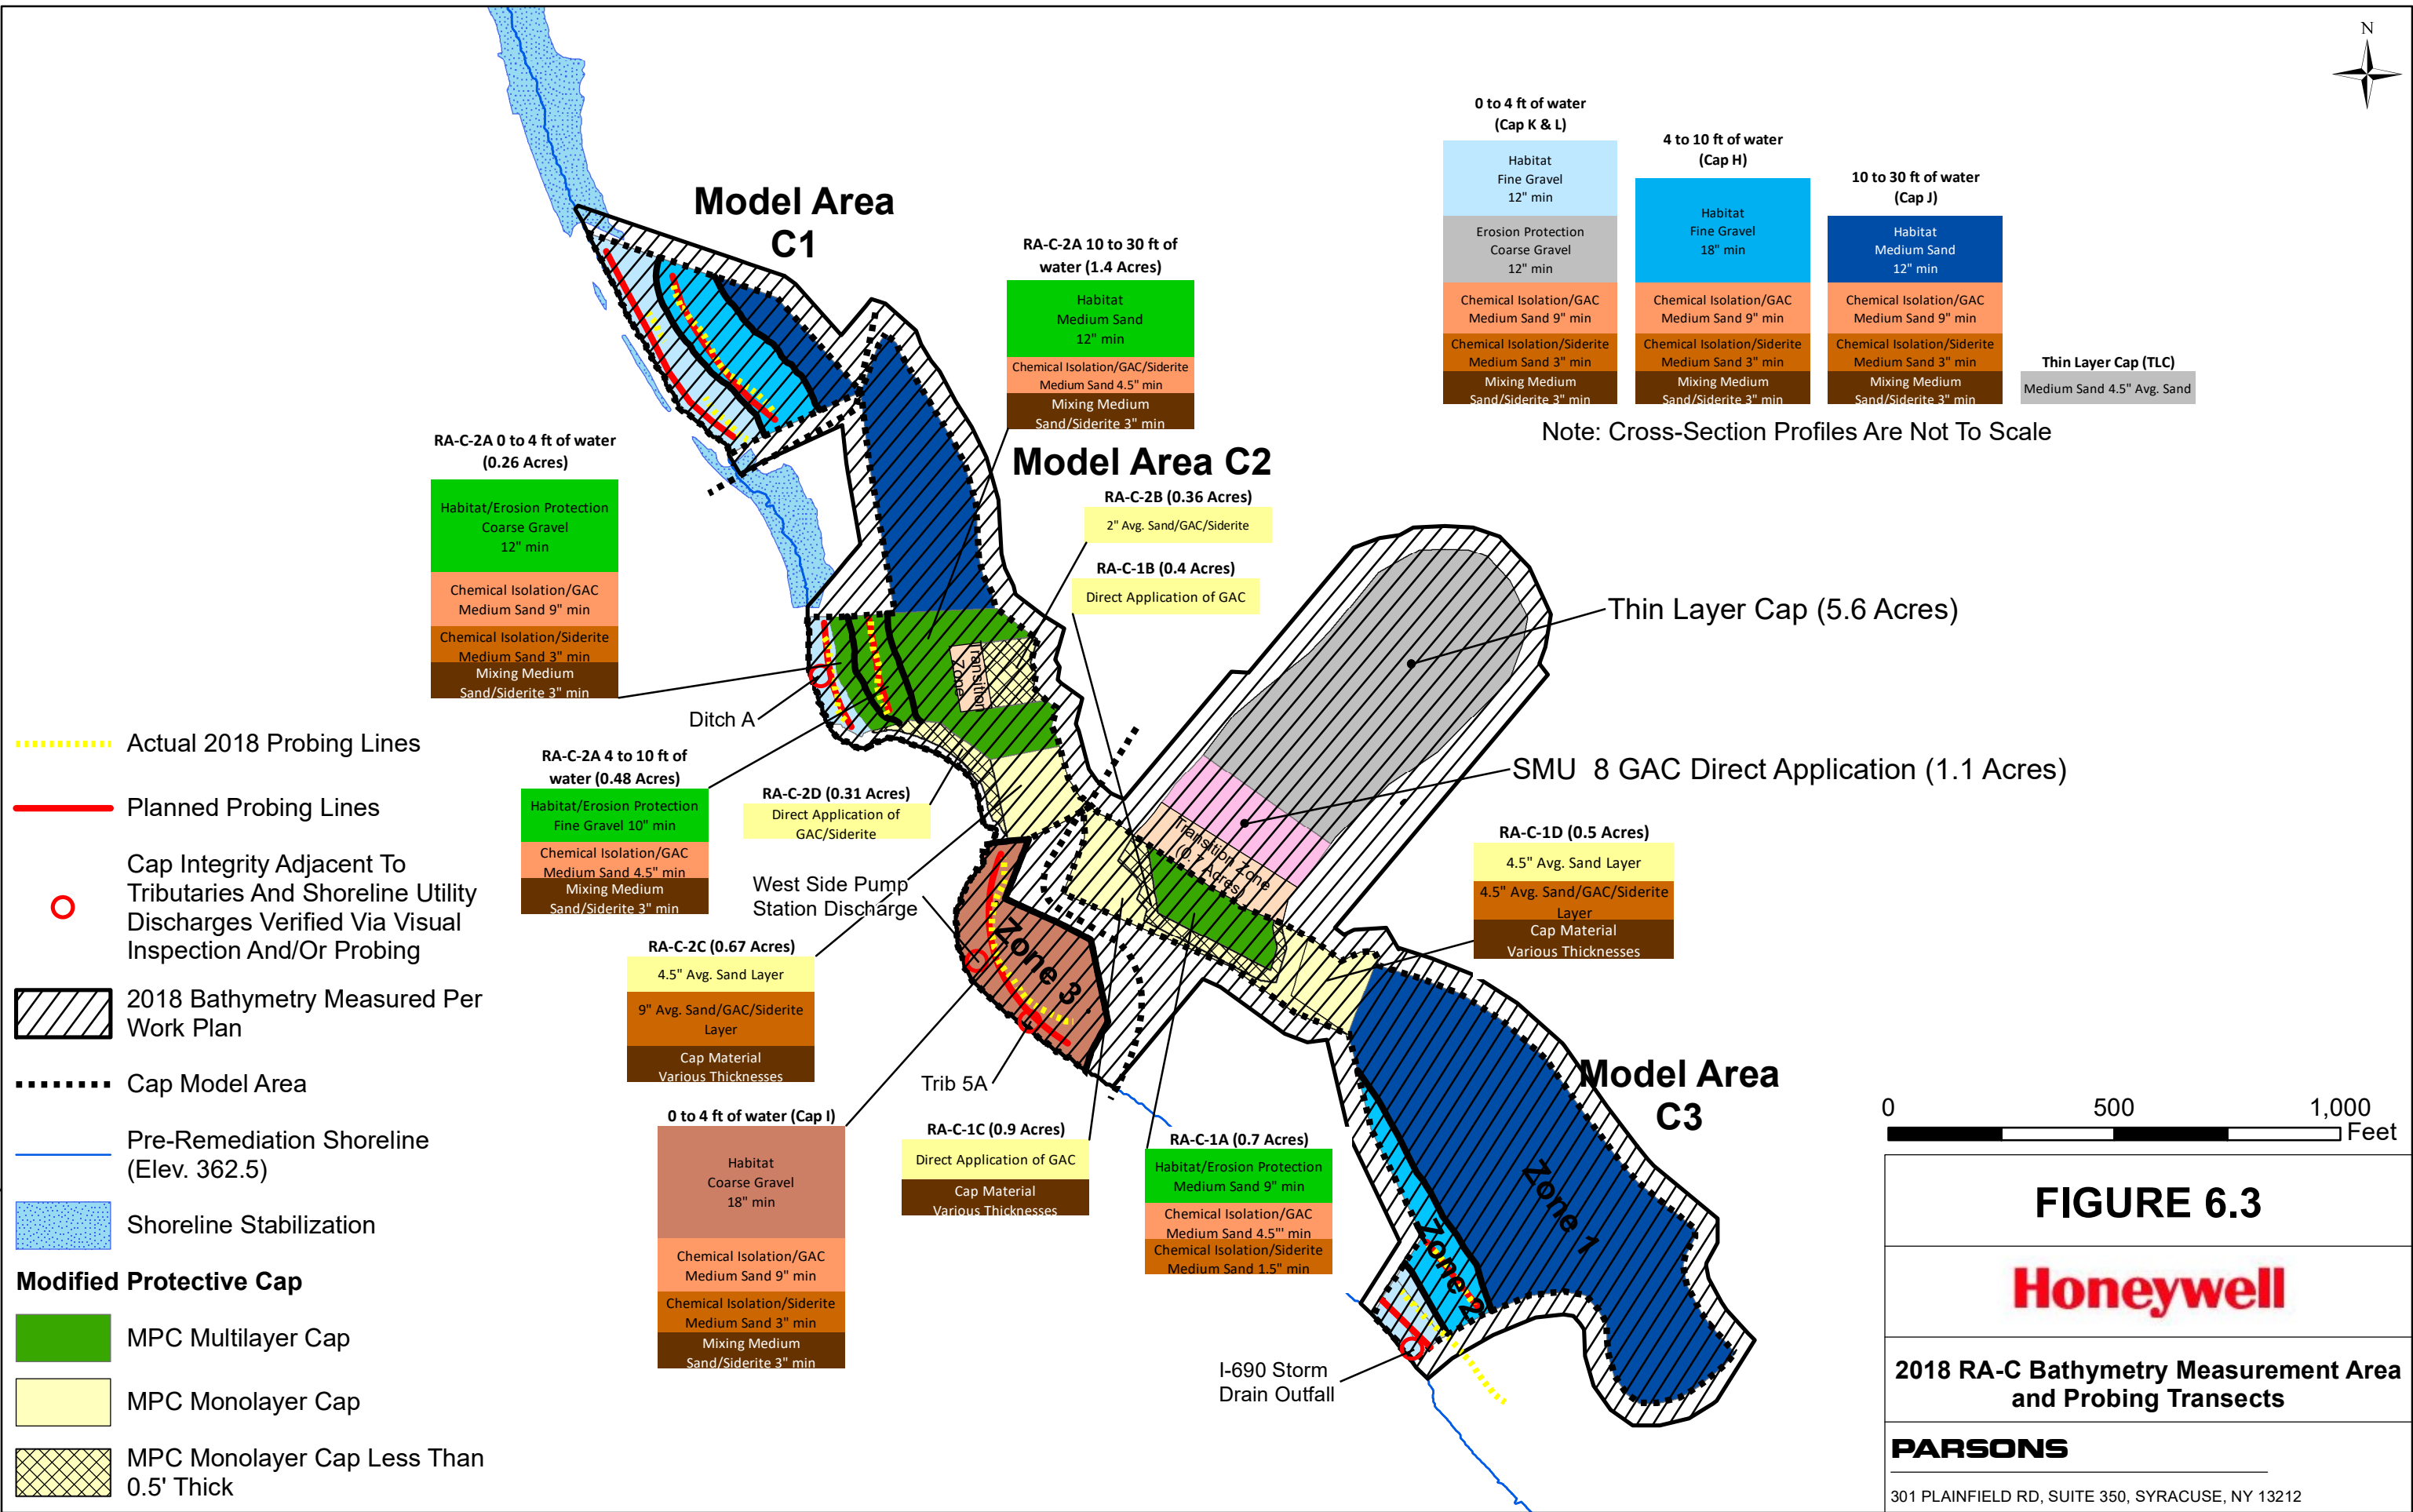 N
Model Area
C1
0 to 4 ft of water
(Cap K & L)
Habitat
Fine Gravel
12" min
Erosion Protection
Coarse Gravel
12" min
Chemical Isolation/GAC
Medium Sand 9" min
Chemical Isolation/Siderite
Medium Sand 3" min
Mixing Medium
Sand/Siderite 3" min
4 to 10 ft of water
(Cap H)
Habitat
Fine Gravel
18" min
Chemical Isolation/GAC
Medium Sand 9" min
Chemical Isolation/Siderite
Medium Sand 3" min
Mixing Medium
Sand/Siderite 3" min
10 to 30 ft of water
(Cap J)
Habitat
Medium Sand
12" min
Chemical Isolation/GAC
Medium Sand 9" min
Chemical Isolation/Siderite
Medium Sand 3" min
Mixing Medium
Sand/Siderite 3" min
Thin Layer Cap (TLC)
Medium Sand 4.5" Avg. Sand
Note: Cross-Section Profiles Are Not To Scale
RA-C-2A 10 to 30 ft of
water (1.4 Acres)
Habitat
Medium Sand
12" min
Chemical Isolation/GAC/Siderite
Medium Sand 4.5" min
Mixing Medium
Sand/Siderite 3" min
Model Area C2
RA-C-2A 0 to 4 ft of water
(0.26 Acres)
Habitat/Erosion Protection
Coarse Gravel
12" min
Chemical Isolation/GAC
Medium Sand 9" min
Chemical Isolation/Siderite
Medium Sand 3" min
Mixing Medium
Sand/Siderite 3" min
RA-C-2B (0.36 Acres)
2" Avg. Sand/GAC/Siderite
RA-C-1B (0.4 Acres)
Direct Application of GAC
Thin Layer Cap (5.6 Acres)
Transition
Zone
Ditch A
RA-C-2A 4 to 10 ft of
water (0.48 Acres)
Habitat/Erosion Protection
Fine Gravel 10" min
Chemical Isolation/GAC
Medium Sand 4.5" min
Mixing Medium
Sand/Siderite 3" min
RA-C-2D (0.31 Acres)
Direct Application of
GAC/Siderite
SMU 8 GAC Direct Application (1.1 Acres)
Transition Zone
(0.7 Acres)
RA-C-1D (0.5 Acres)
4.5" Avg. Sand Layer
4.5" Avg. Sand/GAC/Siderite
Layer
Cap Material
Various Thicknesses
West Side Pump
Station Discharge
Zone 3
RA-C-2C (0.67 Acres)
4.5" Avg. Sand Layer
9" Avg. Sand/GAC/Siderite
Layer
Cap Material
Various Thicknesses
Trib 5A
0 to 4 ft of water (Cap I)
Habitat
Coarse Gravel
18" min
Chemical Isolation/GAC
Medium Sand 9" min
Chemical Isolation/Siderite
Medium Sand 3" min
Mixing Medium
Sand/Siderite 3" min
RA-C-1C (0.9 Acres)
Direct Application of GAC
Cap Material
Various Thicknesses
RA-C-1A (0.7 Acres)
Habitat/Erosion Protection
Medium Sand 9" min
Chemical Isolation/GAC
Medium Sand 4.5"' min
Chemical Isolation/Siderite
Medium Sand 1.5" min
Model Area
C3
Zone 1
Zone 2
I-690 Storm
Drain Outfall
Actual 2018 Probing Lines
Planned Probing Lines
Cap Integrity Adjacent To
Tributaries And Shoreline Utility
Discharges Verified Via Visual
Inspection And/Or Probing
2018 Bathymetry Measured Per
Work Plan
Cap Model Area
Pre-Remediation Shoreline
(Elev. 362.5)
Shoreline Stabilization
Modified Protective Cap
MPC Multilayer Cap
MPC Monolayer Cap
MPC Monolayer Cap Less Than
0.5' Thick
0 500 1,000
Feet
FIGURE 6.3
Honeywell
2018 RA-C Bathymetry Measurement Area
and Probing Transects
PARSONS
301 PLAINFIELD RD, SUITE 350, SYRACUSE, NY 13212